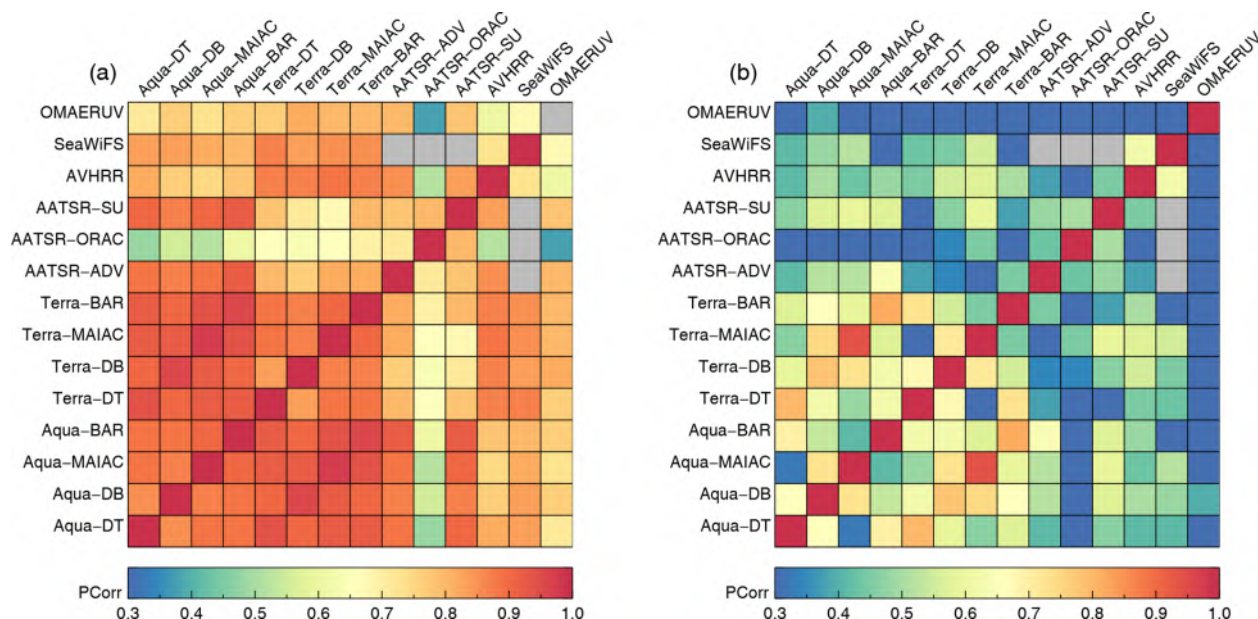 (a)
Aqua−DT
Aqua−DB
Aqua−MAIAC
Aqua−BAR
Terra−DT
Terra−DB
Terra−MAIAC
Terra−BAR
AATSR−ADV
AATSR−ORAC
AATSR−SU
AVHRR
SeaWiFS
OMAERUV
OMAERUV
SeaWiFS
AVHRR
AATSR−SU
AATSR−ORAC
AATSR−ADV
Terra−BAR
Terra−MAIAC
Terra−DB
Terra−DT
Aqua−BAR
Aqua−MAIAC
Aqua−DB
Aqua−DT
PCorr
0.3 0.4 0.5 0.6 0.7 0.8 0.9 1.0
(b)
Aqua−DT
Aqua−DB
Aqua−MAIAC
Aqua−BAR
Terra−DT
Terra−DB
Terra−MAIAC
Terra−BAR
AATSR−ADV
AATSR−ORAC
AATSR−SU
AVHRR
SeaWiFS
OMAERUV
OMAERUV
SeaWiFS
AVHRR
AATSR−SU
AATSR−ORAC
AATSR−ADV
Terra−BAR
Terra−MAIAC
Terra−DB
Terra−DT
Aqua−BAR
Aqua−MAIAC
Aqua−DB
Aqua−DT
PCorr
0.3 0.4 0.5 0.6 0.7 0.8 0.9 1.0